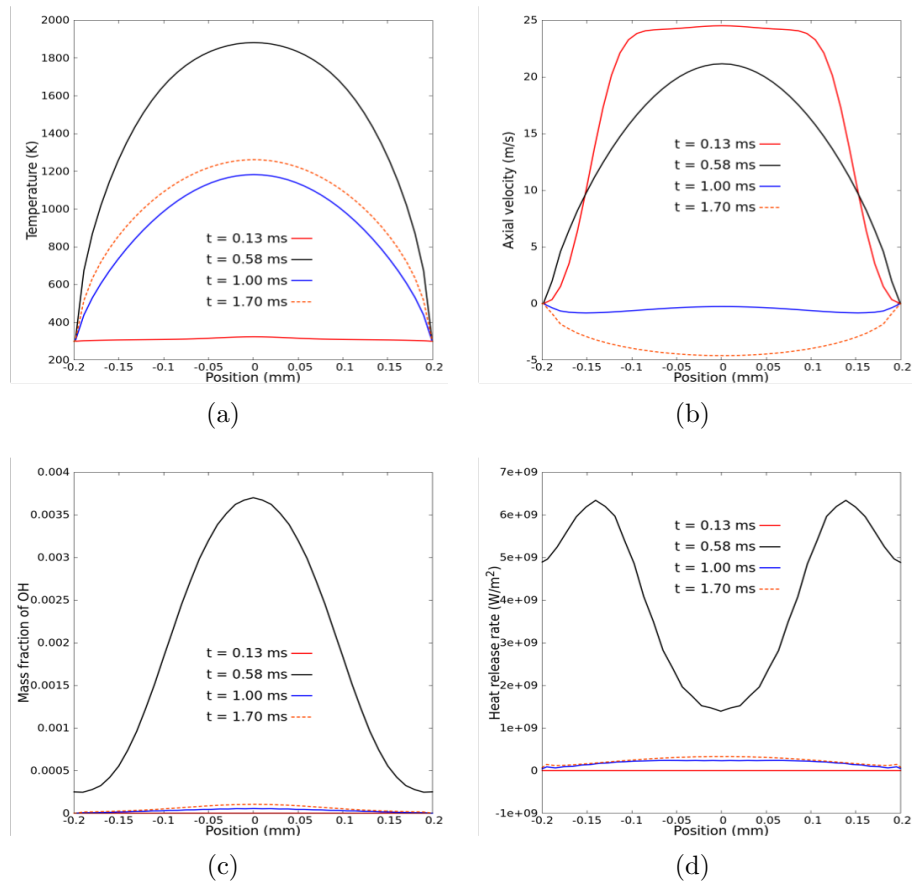 2000
1800
1600
1400
1200
1000
800
600
400
200
Temperature (K)
t = 0.13 ms
t = 0.58 ms
t = 1.00 ms
t = 1.70 ms
-0.2 -0.15 -0.1 -0.05 0 0.05 0.1 0.15 0.2
Position (mm)
(a)
25
20
15
10
5
0
-5
Axial velocity (m/s)
t = 0.13 ms
t = 0.58 ms
t = 1.00 ms
t = 1.70 ms
-0.2 -0.15 -0.1 -0.05 0 0.05 0.1 0.15 0.2
Position (mm)
(b)
0.004
0.0035
0.003
0.0025
0.002
0.0015
0.001
0.0005
0
Mass fraction of OH
t = 0.13 ms
t = 0.58 ms
t = 1.00 ms
t = 1.70 ms
-0.2 -0.15 -0.1 -0.05 0 0.05 0.1 0.15 0.2
Position (mm)
(c)
7e+09
6e+09
5e+09
4e+09
3e+09
2e+09
1e+09
0
-1e+09
Heat release rate (W/m²)
t = 0.13 ms
t = 0.58 ms
t = 1.00 ms
t = 1.70 ms
-0.2 -0.15 -0.1 -0.05 0 0.05 0.1 0.15 0.2
Position (mm)
(d)